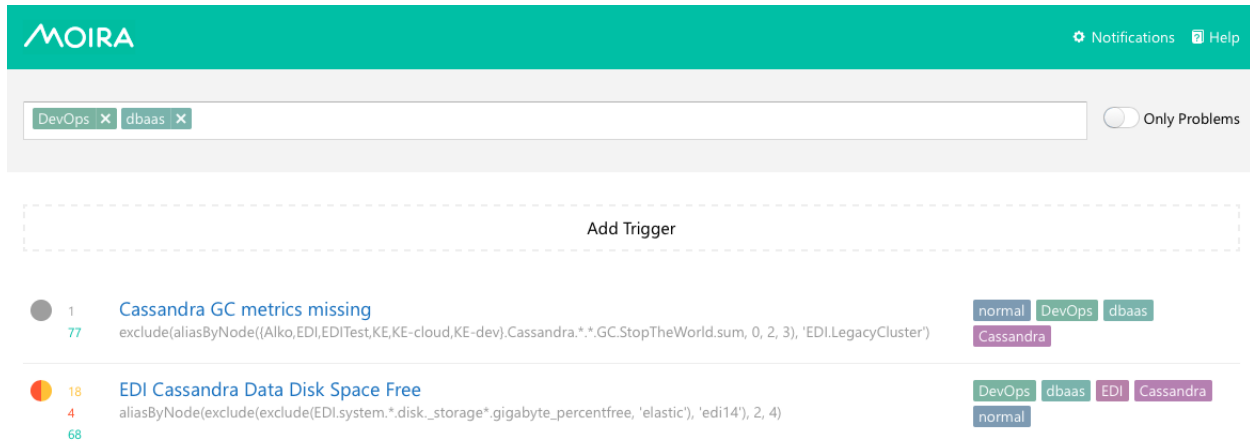 MOIRA
Notifications Help
DevOps × dbaas ×
Only Problems
Add Trigger
1
77
Cassandra GC metrics missing
exclude(aliasByNode({Alko,EDI,EDITest,KE,KE-cloud,KE-dev}.Cassandra.*.*.GC.StopTheWorld.sum, 0, 2, 3), 'EDI.LegacyCluster')
normal DevOps dbaas
Cassandra
18
4
68
EDI Cassandra Data Disk Space Free
aliasByNode(exclude(exclude(EDI.system.*.disk._storage*.gigabyte_percentfree, 'elastic'), 'edi14'), 2, 4)
DevOps dbaas EDI Cassandra
normal